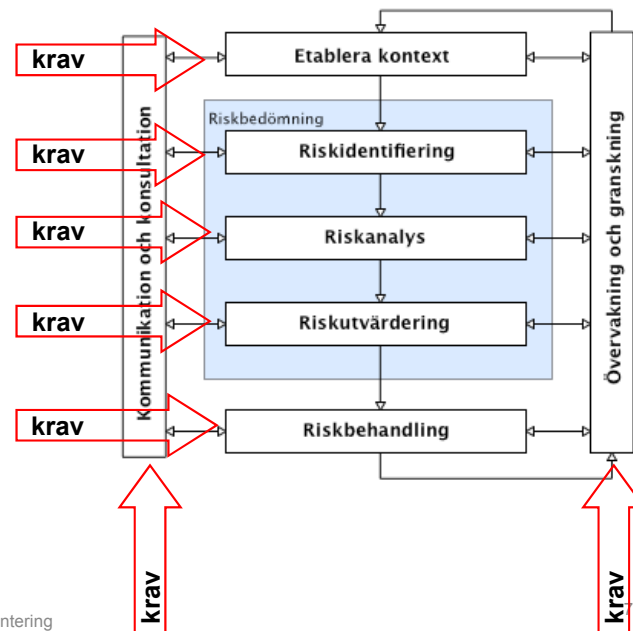 krav
Etablera kontext
Kommunikation och konsultation
Övervakning och granskning
Riskbedömning
krav
Riskidentifiering
krav
Riskanalys
krav
Riskutvärdering
krav
Riskbehandling
krav
krav
7
ntering